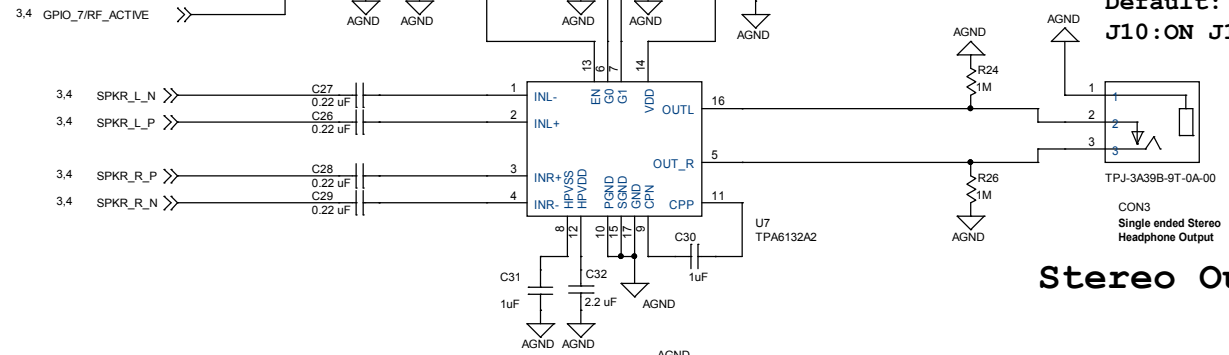 3,4 GPIO_7/RF_ACTIVE
AGND AGND AGND AGND AGND
Default:
J10:ON J1
AGND AGND
13 6 7 14
3,4 SPKR_L_N C27 0.22 uF 1 INL-
EN G0 G1 VDD
OUTL 16
R24 1M
1 1
3,4 SPKR_L_P C26 0.22 uF 2 INL+
2 2
3,4 SPKR_R_P C28 0.22 uF 3 INR+
OUT_R 5
3 3
3,4 SPKR_R_N C29 0.22 uF 4 INR-
HPVSS HPVDD PGND SGND GND CPN CPP 11
R26 1M
TPJ-3A39B-9T-0A-00
8 12 10 15 17 9
C30 1uF
U7
TPA6132A2
AGND
CON3
Single ended Stereo
Headphone Output
C31 1uF
C32 2.2 uF
AGND
Stereo Ou
AGND AGND
AGND